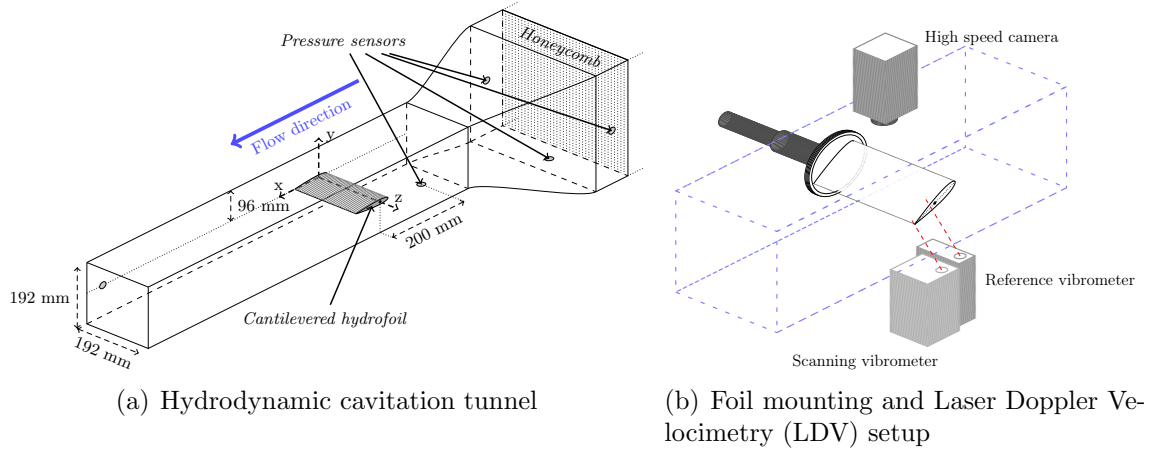 Pressure sensors
Honeycomb
Flow direction
y
x
z
96 mm
200 mm
192 mm
192 mm
Cantilevered hydrofoil
(a) Hydrodynamic cavitation tunnel
High speed camera
Reference vibrometer
Scanning vibrometer
(b) Foil mounting and Laser Doppler Ve-
locimetry (LDV) setup